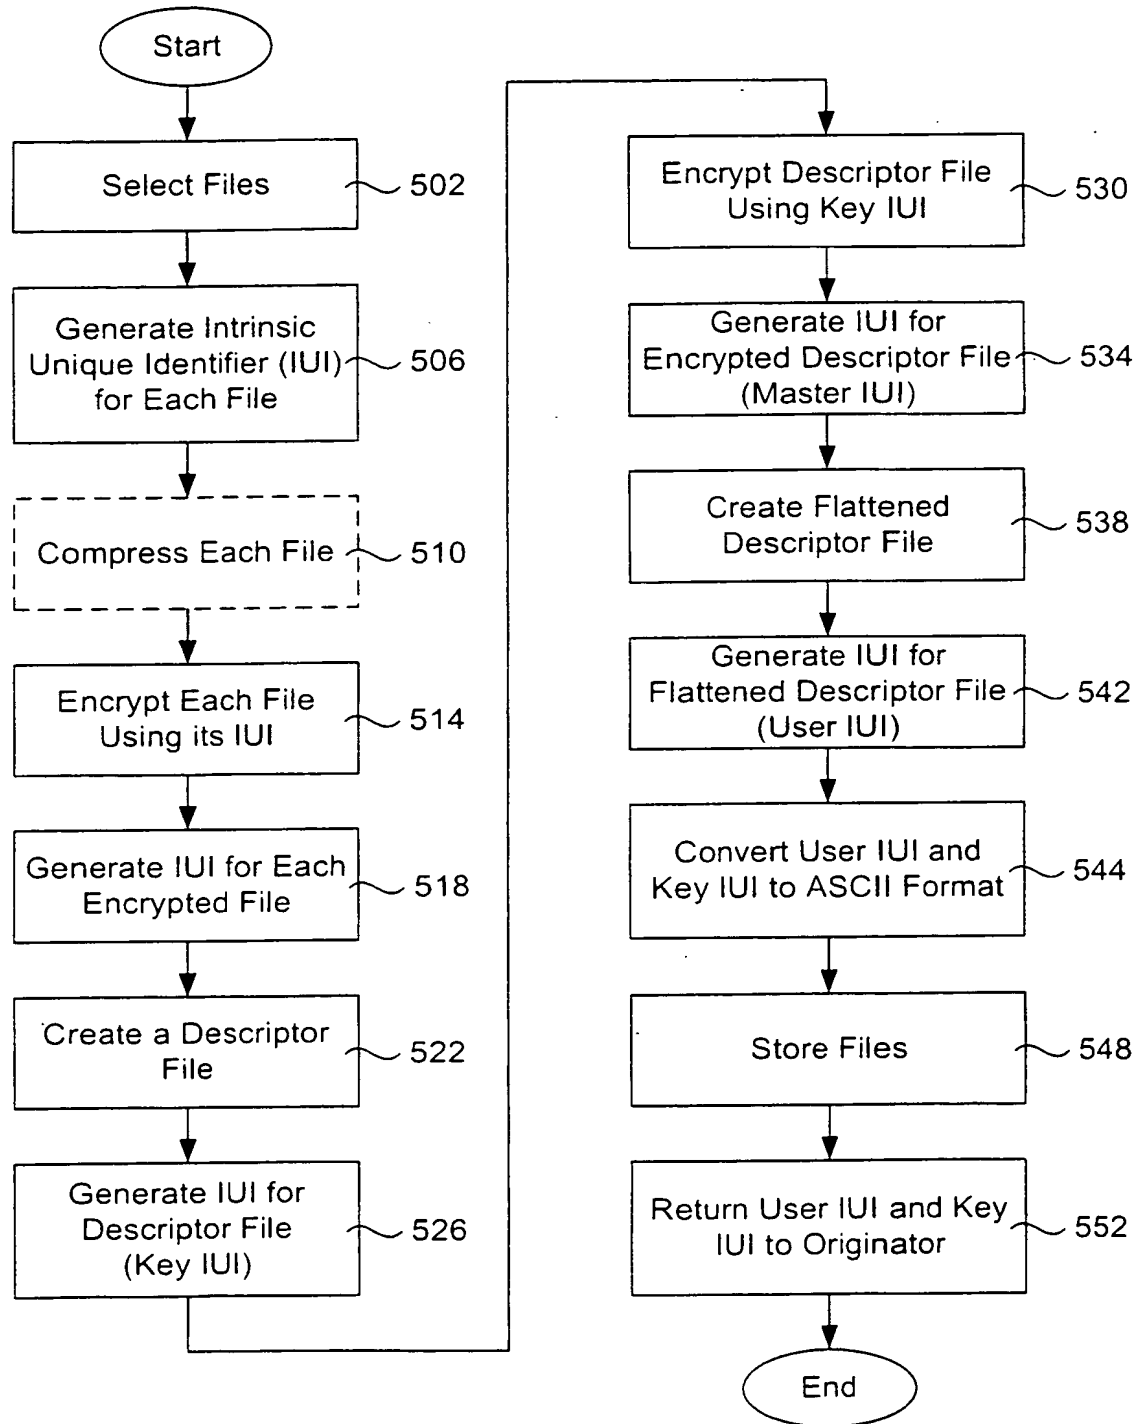 Start
Select Files
502
Generate Intrinsic
Unique Identifier (IUI)
for Each File
506
Compress Each File
510
Encrypt Each File
Using its IUI
514
Generate IUI for Each
Encrypted File
518
Create a Descriptor
File
522
Generate IUI for
Descriptor File
(Key IUI)
526
Encrypt Descriptor File
Using Key IUI
530
Generate IUI for
Encrypted Descriptor File
(Master IUI)
534
Create Flattened
Descriptor File
538
Generate IUI for
Flattened Descriptor File
(User IUI)
542
Convert User IUI and
Key IUI to ASCII Format
544
Store Files
548
Return User IUI and Key
IUI to Originator
552
End